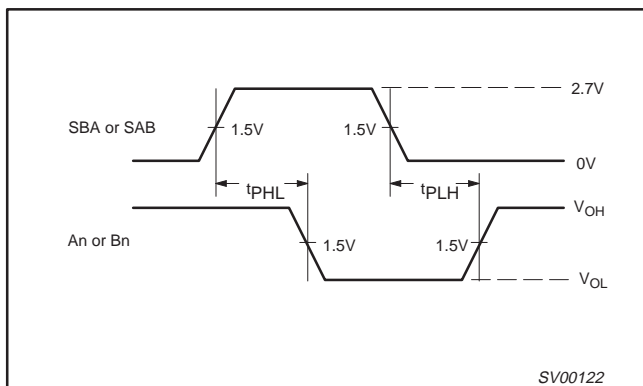 2.7V
SBA or SAB
1.5V
1.5V
0V
tPHL
tPLH
VOH
An or Bn
1.5V
1.5V
VOL
SV00122